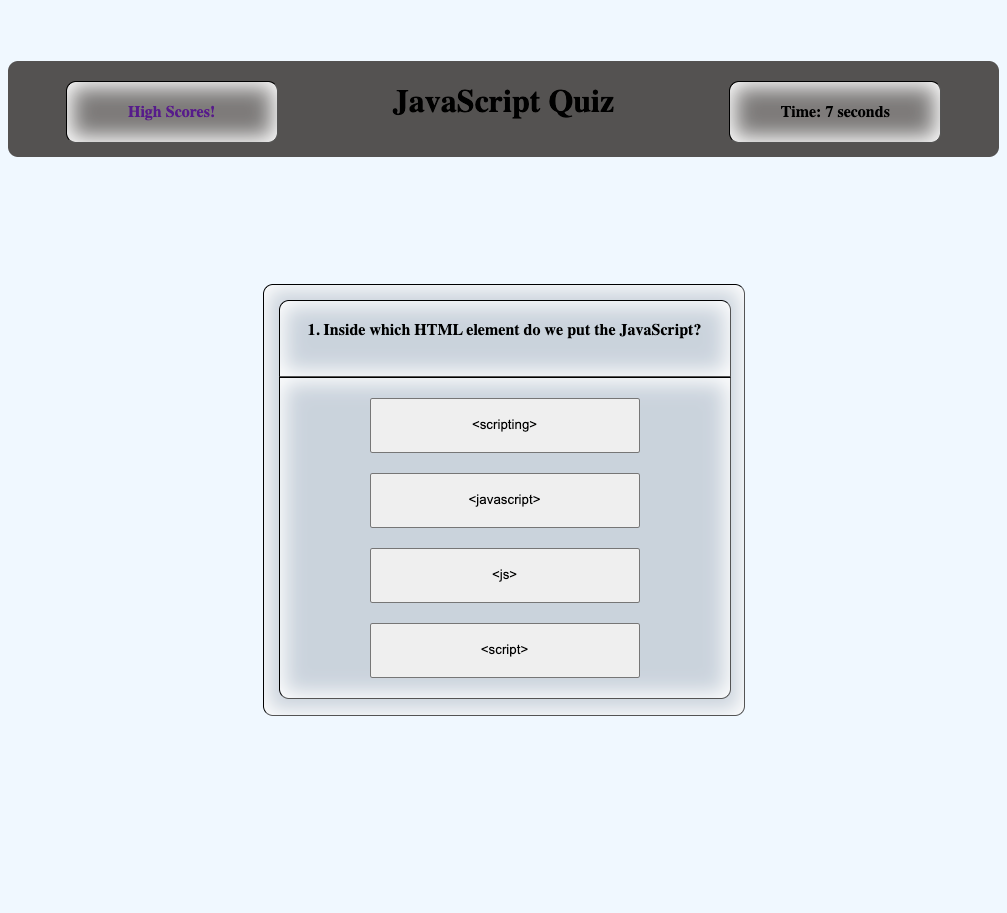 High Scores!
JavaScript Quiz
Time: 7 seconds
1. Inside which HTML element do we put the JavaScript?
<scripting>
<javascript>
<js>
<script>